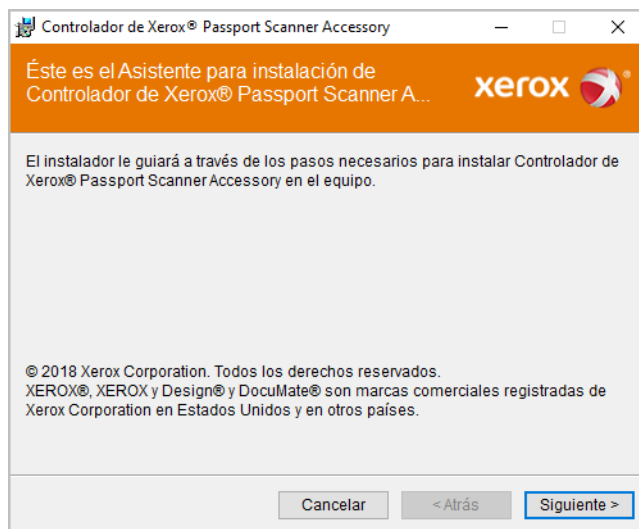 Controlador de Xerox® Passport Scanner Accessory
Éste es el Asistente para instalación de
Controlador de Xerox® Passport Scanner A...
xerox
El instalador le guiará a través de los pasos necesarios para instalar Controlador de
Xerox® Passport Scanner Accessory en el equipo.
© 2018 Xerox Corporation. Todos los derechos reservados.
XEROX®, XEROX y Design® y DocuMate® son marcas comerciales registradas de
Xerox Corporation en Estados Unidos y en otros países.
Cancelar < Atrás Siguiente >